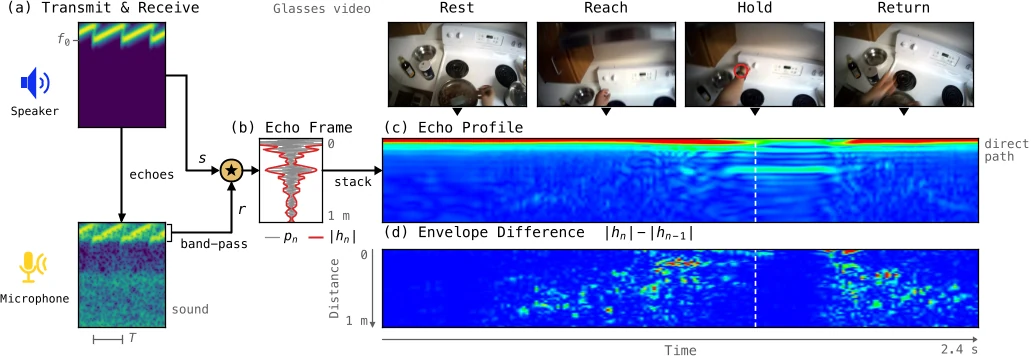 (a) Transmit & Receive
Glasses video
Rest
Reach
Hold
Return
f₀
Speaker
(b) Echo Frame
(c) Echo Profile
0
direct
path
s
echoes
stack
r
1 m
band-pass
pₙ |hₙ|
(d) Envelope Difference |hₙ|−|hₙ₋₁|
0
Microphone
sound
Distance
1 m
T
Time
2.4 s